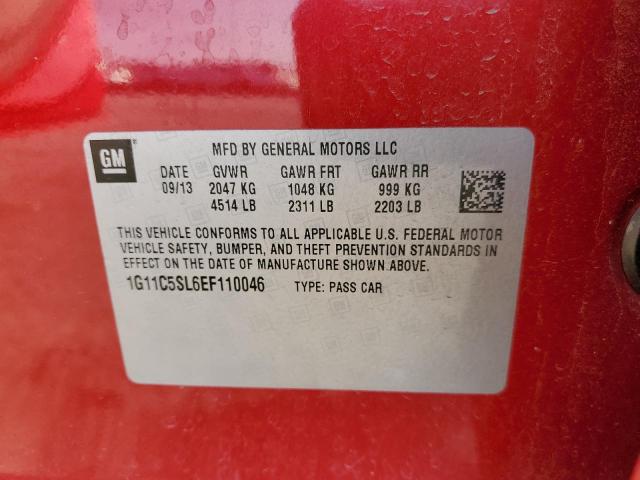 GM
MFD BY GENERAL MOTORS LLC
DATE GVWR GAWR FRT GAWR RR
09/13 2047 KG 1048 KG 999 KG
4514 LB 2311 LB 2203 LB
THIS VEHICLE CONFORMS TO ALL APPLICABLE U.S. FEDERAL MOTOR
VEHICLE SAFETY, BUMPER, AND THEFT PREVENTION STANDARDS IN
EFFECT ON THE DATE OF MANUFACTURE SHOWN ABOVE.
1G11C5SL6EF110046 TYPE: PASS CAR